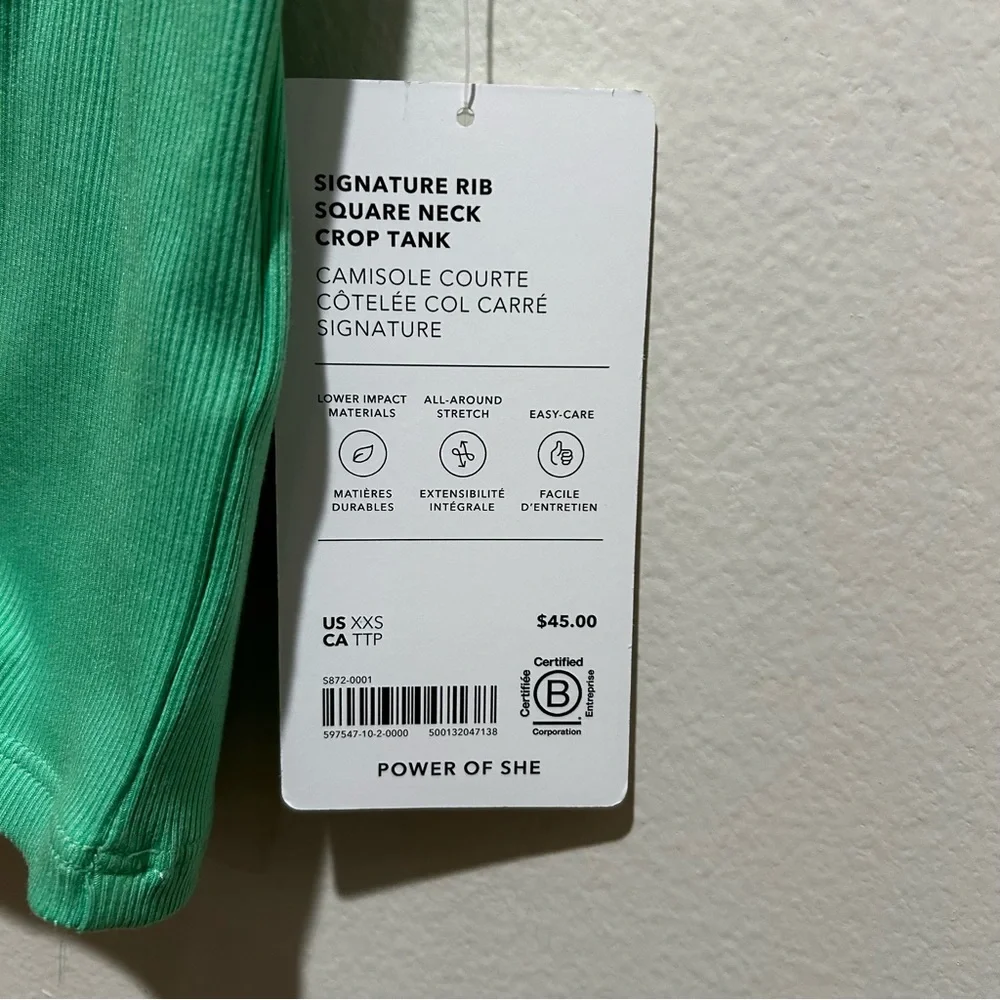 SIGNATURE RIB
SQUARE NECK
CROP TANK
CAMISOLE COURTE
CÔTELÉE COL CARRÉ
SIGNATURE
LOWER IMPACT
MATERIALS
MATIÈRES
DURABLES
ALL-AROUND
STRETCH
EXTENSIBILITÉ
INTÉGRALE
EASY-CARE
FACILE
D'ENTRETIEN
US XXS
CA TTP
$45.00
S872-0001
597547-10-2-0000 500132047138
Certified
Certifiée
B
Entreprise
Corporation
POWER OF SHE